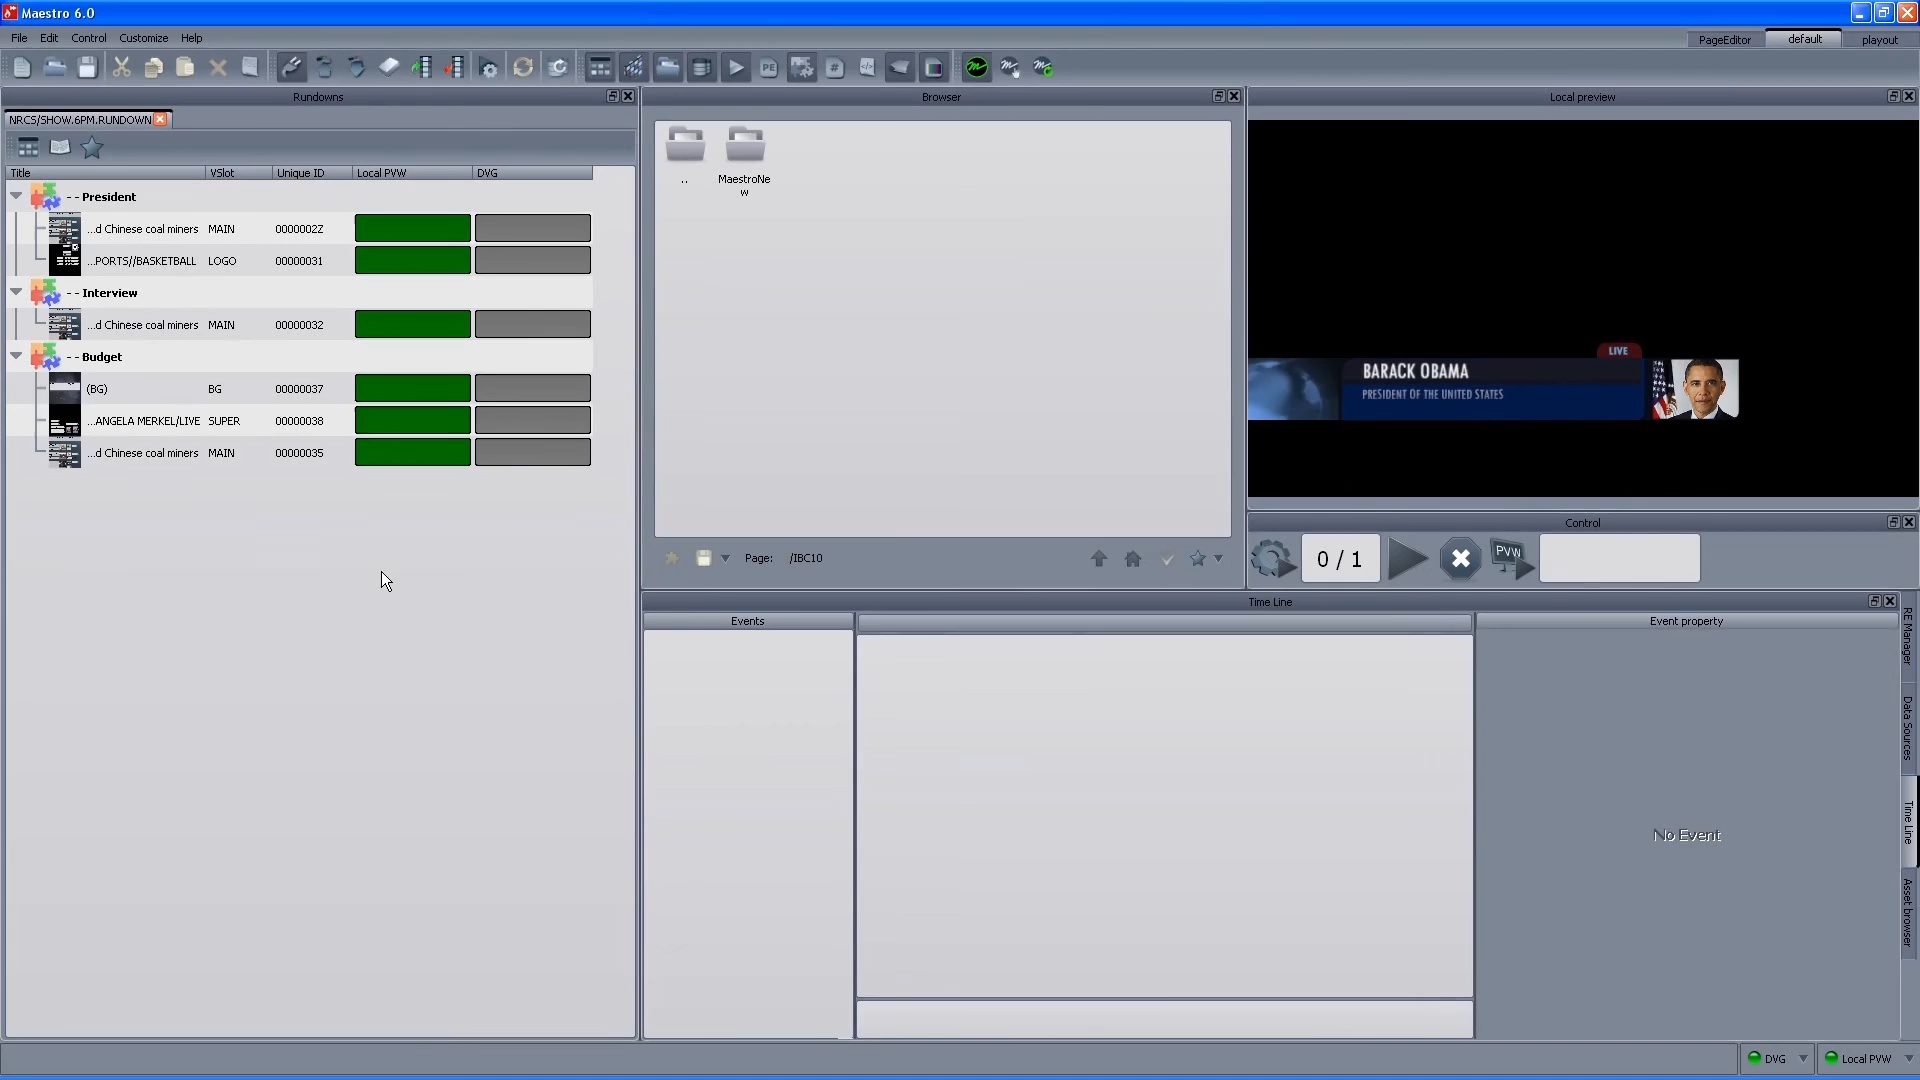 Maestro 6.0
File Edit Control Customize Help
PageEditor default playout
Rundowns
NRCS/SHOW.6PM.RUNDOWN
Title VSlot Unique ID Local PVW DVG
- - President
...d Chinese coal miners MAIN 0000002Z
...PORTS//BASKETBALL LOGO 00000031
- - Interview
...d Chinese coal miners MAIN 00000032
- - Budget
(BG) BG 00000037
...ANGELA MERKEL/LIVE SUPER 00000038
...d Chinese coal miners MAIN 00000035
Browser
..
MaestroNe
w
Page: /IBC10
Local preview
LIVE
BARACK OBAMA
PRESIDENT OF THE UNITED STATES
Control
0 / 1
PVW
Time Line
Events
Event property
No Event
RE Manager
Data Sources
Time Line
Asset browser
DVG
Local PVW
PE
#